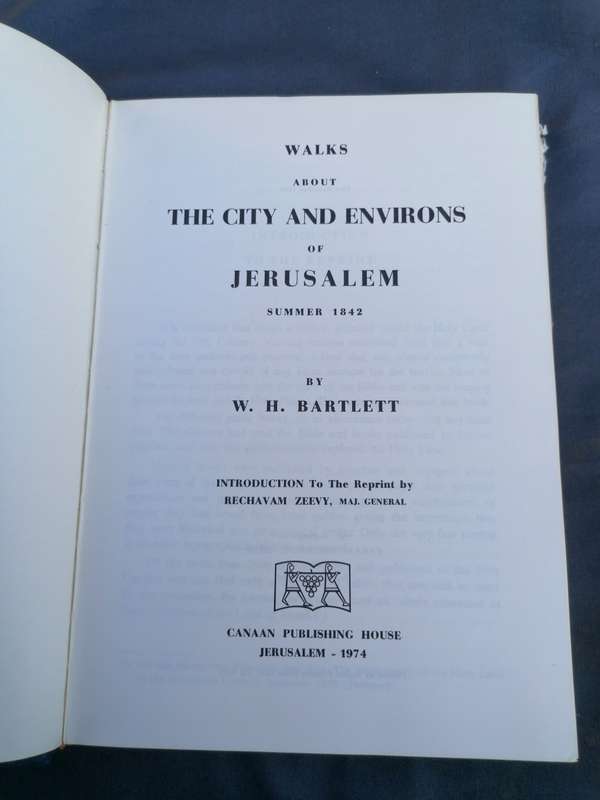 WALKS
ABOUT
THE CITY AND ENVIRONS
OF
JERUSALEM
SUMMER 1842
BY
W. H. BARTLETT
INTRODUCTION To The Reprint by
RECHAVAM ZEEVY, MAJ. GENERAL
CANAAN PUBLISHING HOUSE
JERUSALEM - 1974